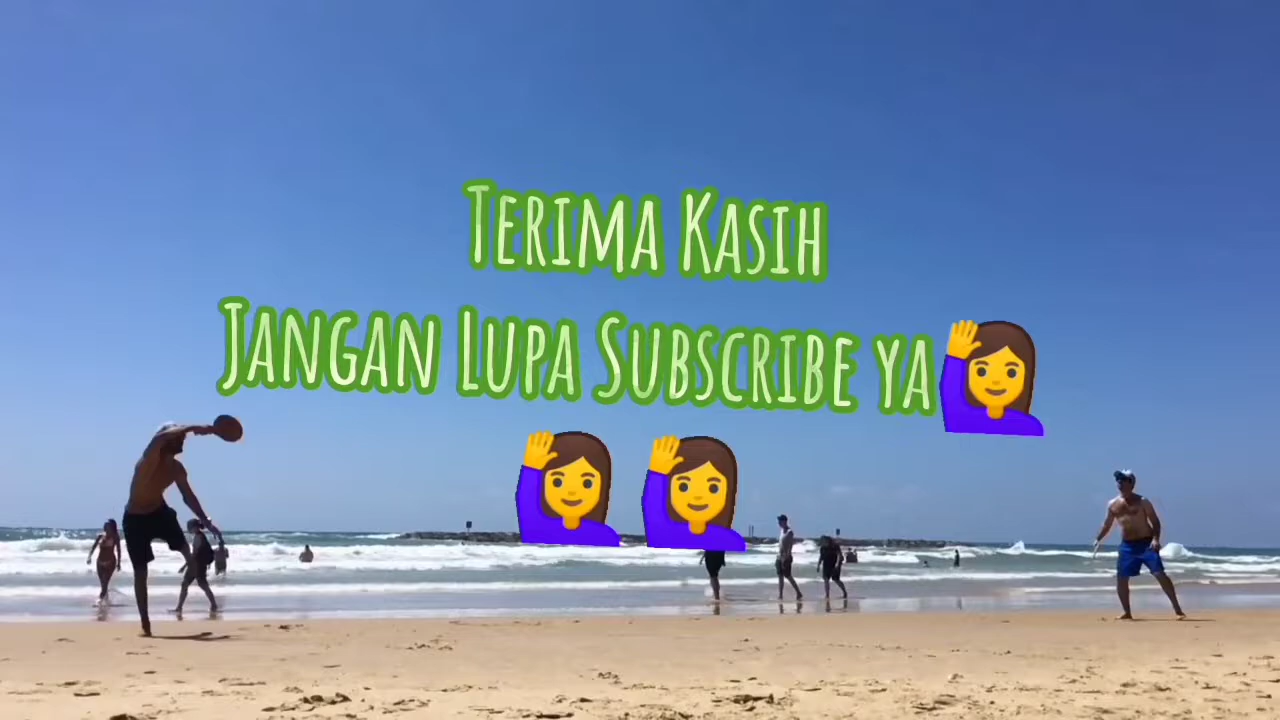 Terima Kasih
Jangan Lupa Subscribe ya🙋‍♀️
🙋‍♀️🙋‍♀️